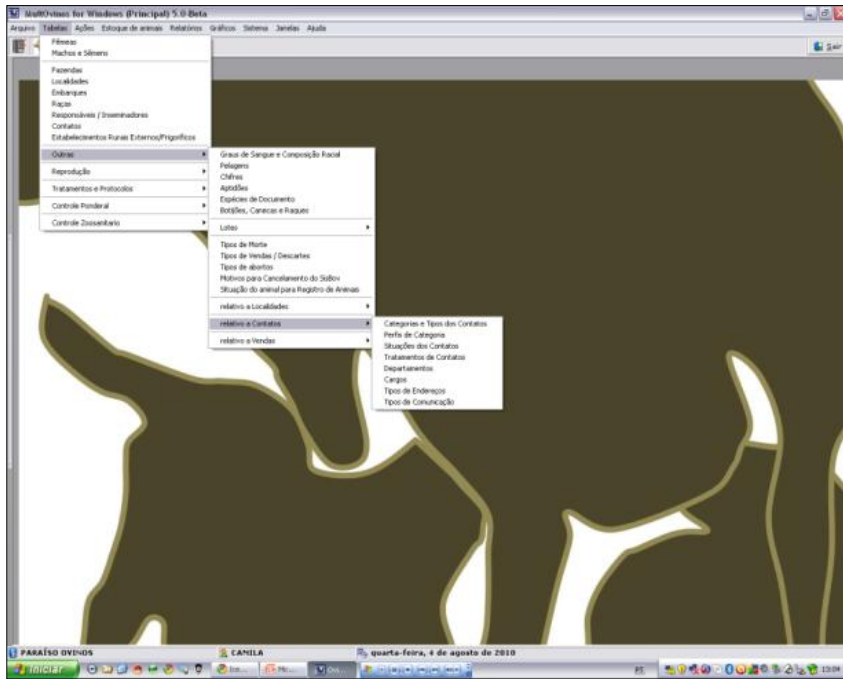 MultOvinos for Windows (Principal) 5.0-Beta
Arquivo Tabelas Ações Estoque de animais Relatórios Gráficos Sistema Janelas Ajuda
Sair
Fêmeas
Machos e Sêmens
Fazendas
Localidades
Embarques
Raças
Responsáveis / Inseminadores
Contatos
Estabelecimentos Rurais Externos/Frigoríficos
Outras
Reprodução
Tratamentos e Protocolos
Controle Ponderal
Controle Zoosanitario
Graus de Sangue e Composição Racial
Pelagens
Chifres
Aptidões
Espécies de Documento
Botijões, Canecas e Raques
Lotes
Tipos de Morte
Tipos de Vendas / Descartes
Tipos de abortos
Motivos para Cancelamento do SisBov
Situação do animal para Registro de Animais
relativo a Localidades
relativo a Contatos
relativo a Vendas
Categorias e Tipos dos Contatos
Perfis de Categoria
Situações dos Contatos
Tratamentos de Contatos
Departamentos
Cargos
Tipos de Endereços
Tipos de Comunicação
PARAÍSO OVINOS
CAMILA
quarta-feira, 4 de agosto de 2010
Iniciar
PT
13:04